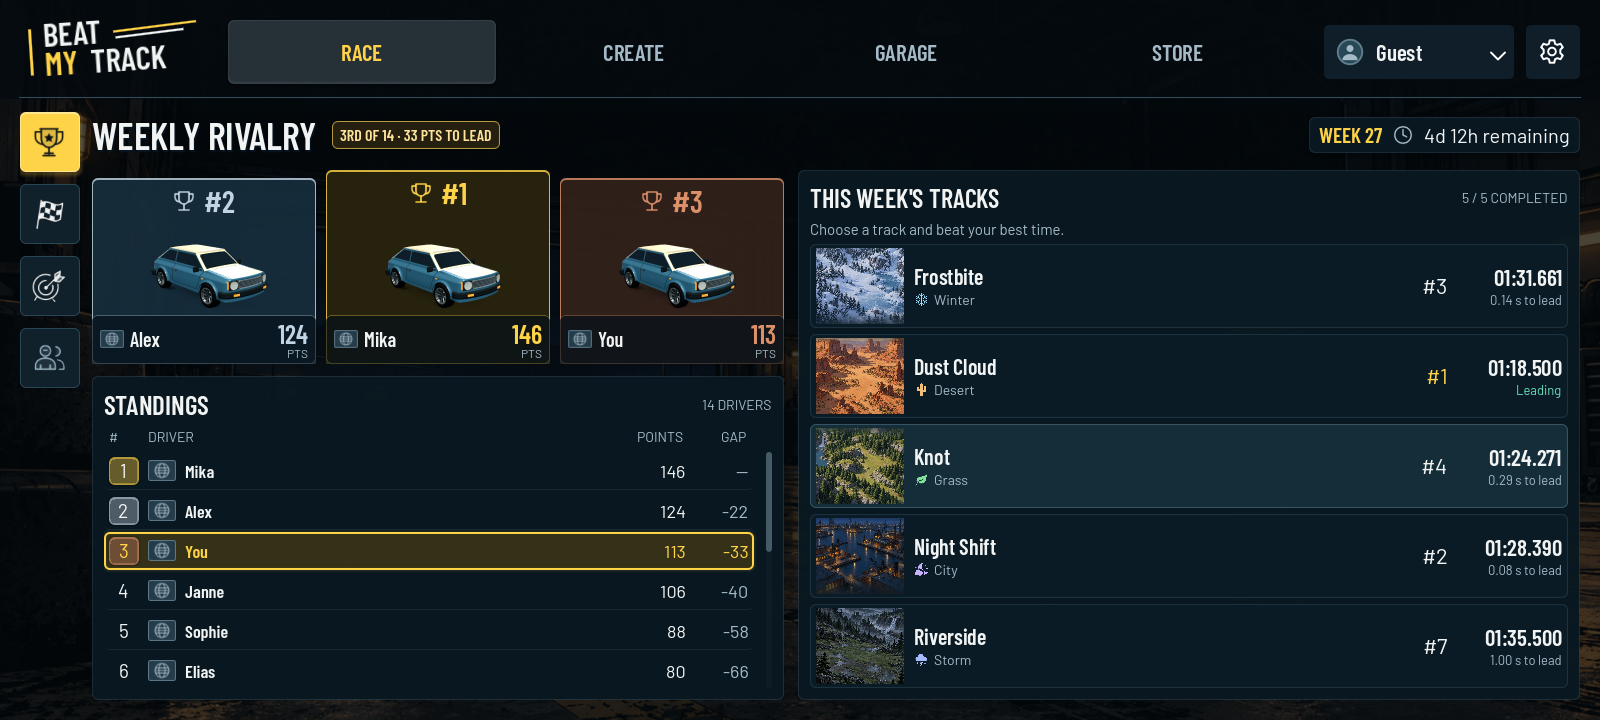 BEAT
MY TRACK
RACE
CREATE
GARAGE
STORE
Guest
WEEKLY RIVALRY
3RD OF 14 · 33 PTS TO LEAD
WEEK 27
4d 12h remaining
#2
Alex
124
PTS
#1
Mika
146
PTS
#3
You
113
PTS
STANDINGS
14 DRIVERS
# DRIVER POINTS GAP
1 Mika 146 —
2 Alex 124 -22
3 You 113 -33
4 Janne 106 -40
5 Sophie 88 -58
6 Elias 80 -66
THIS WEEK'S TRACKS
5 / 5 COMPLETED
Choose a track and beat your best time.
Frostbite
Winter
#3
01:31.661
0.14 s to lead
Dust Cloud
Desert
#1
01:18.500
Leading
Knot
Grass
#4
01:24.271
0.29 s to lead
Night Shift
City
#2
01:28.390
0.08 s to lead
Riverside
Storm
#7
01:35.500
1.00 s to lead